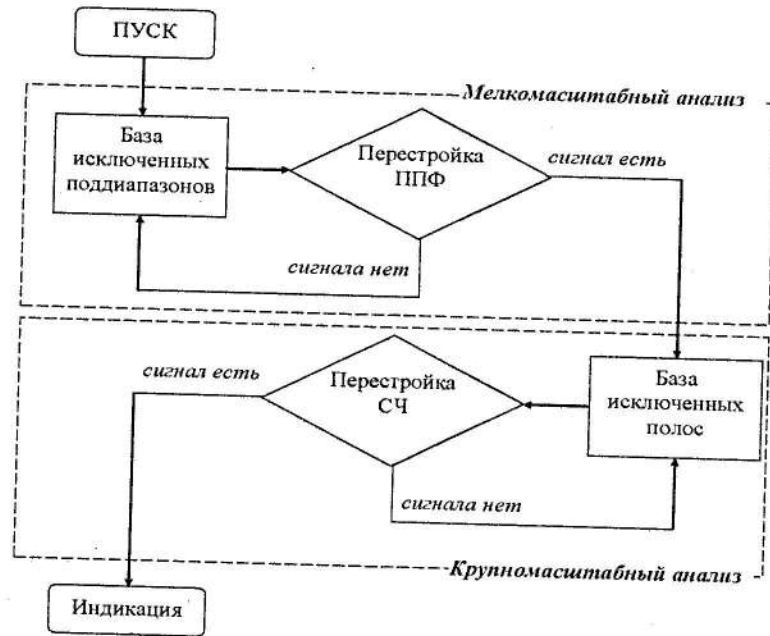 ПУСК
Мелкомасштабный анализ
База
исключенных
поддиапазонов
Перестройка
ППФ
сигнал есть
сигнала нет
сигнал есть
Перестройка
СЧ
База
исключенных
полос
сигнала нет
Крупномасштабный анализ
Индикация